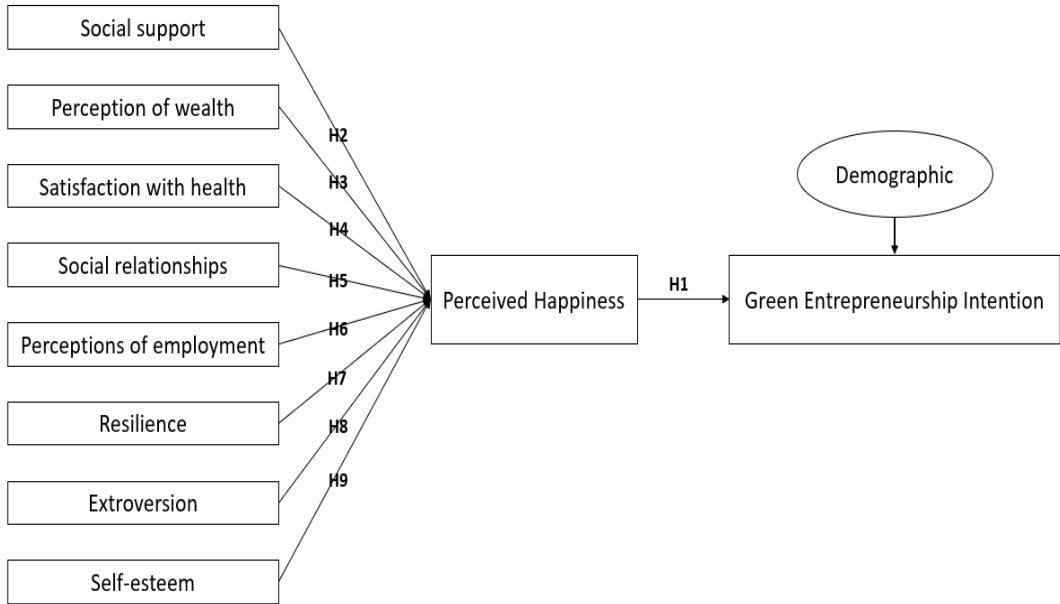 Social support
Perception of wealth
Satisfaction with health
Social relationships
Perceptions of employment
Resilience
Extroversion
Self-esteem
H2
H3
H4
H5
H6
H7
H8
H9
Perceived Happiness
H1
Demographic
Green Entrepreneurship Intention